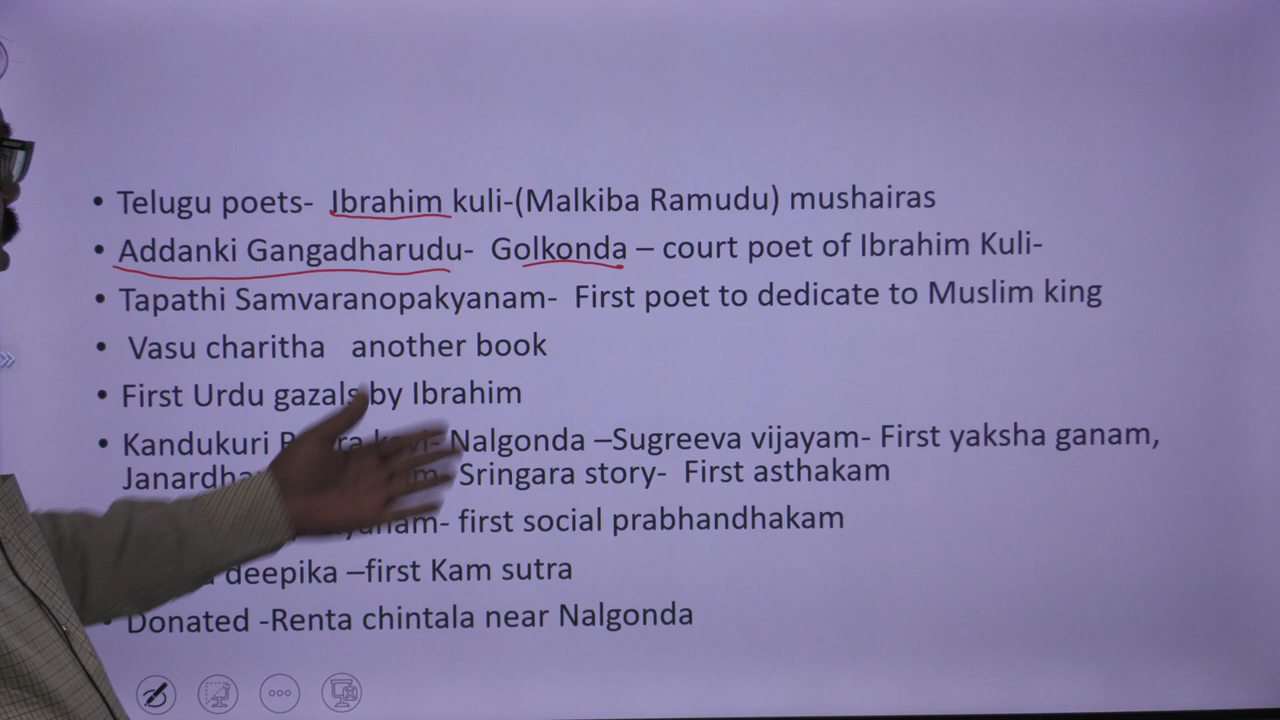 • Telugu poets- Ibrahim kuli-(Malkiba Ramudu) mushairas
• Addanki Gangadharudu- Golkonda – court poet of Ibrahim Kuli-
• Tapathi Samvaranopakyanam- First poet to dedicate to Muslim king
• Vasu charitha another book
• First Urdu gazals by Ibrahim
• Kandukuri Nalgonda –Sugreeva vijayam- First yaksha ganam,
Sringara story- First asthakam
first social prabhandhakam
deepika –first Kam sutra
• Donated -Renta chintala near Nalgonda